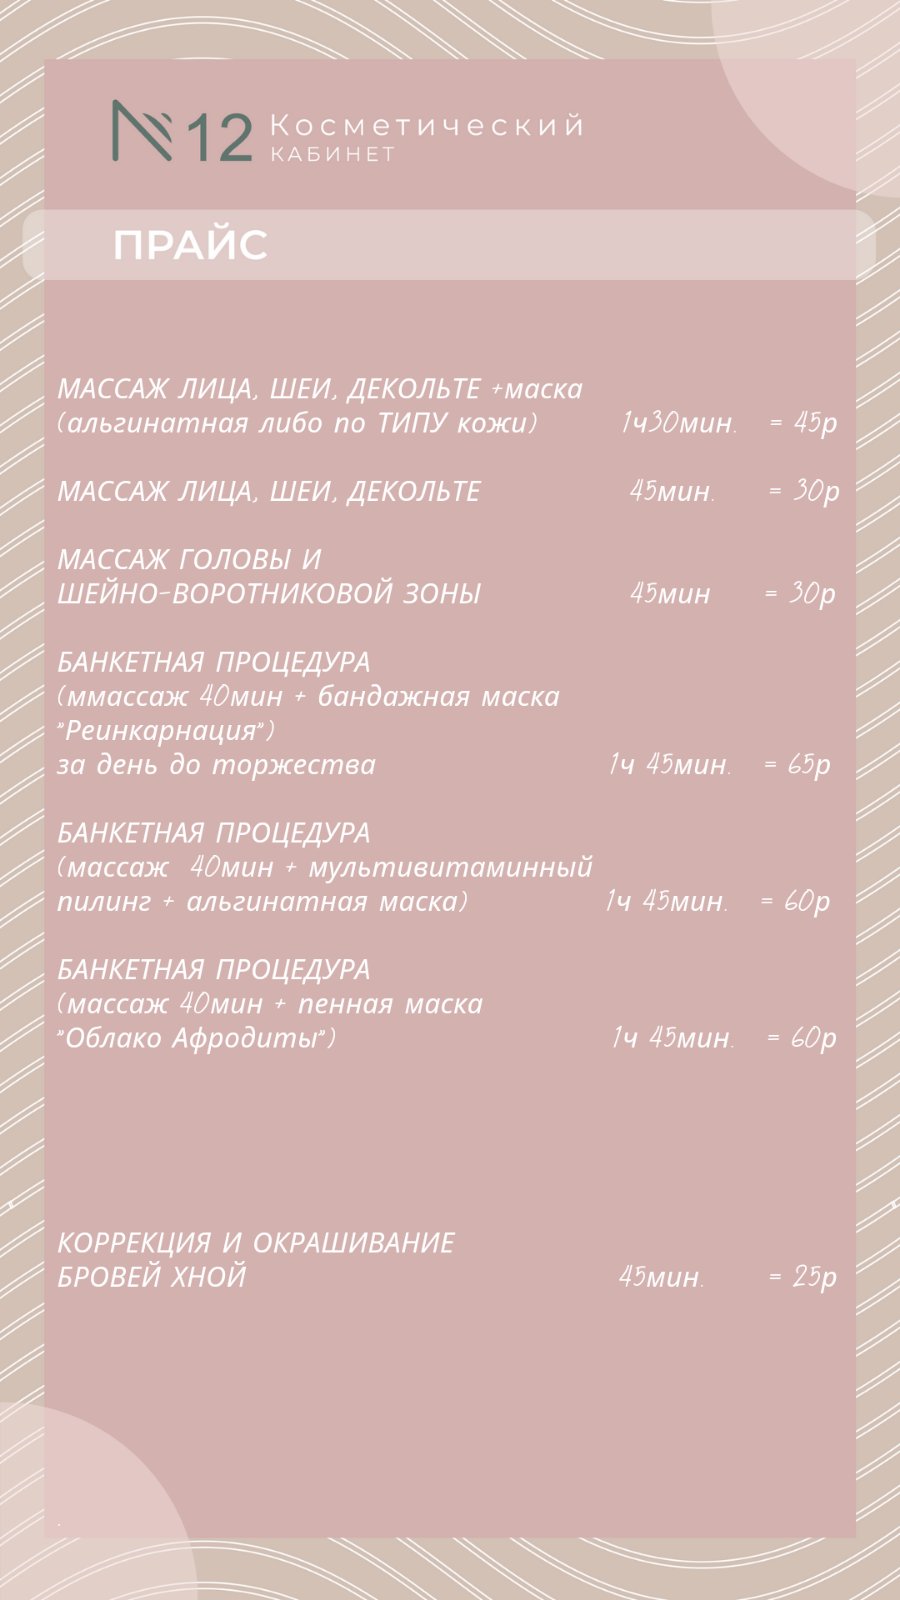 N12 Косметический
КАБИНЕТ
ПРАЙС
МАССАЖ ЛИЦА, ШЕИ, ДЕКОЛЬТЕ +маска
(альгинатная либо по ТИПУ кожи) 1ч30мин. = 45р
МАССАЖ ЛИЦА, ШЕИ, ДЕКОЛЬТЕ 45мин. = 30р
МАССАЖ ГОЛОВЫ И
ШЕЙНО-ВОРОТНИКОВОЙ ЗОНЫ 45мин = 30р
БАНКЕТНАЯ ПРОЦЕДУРА
(ммассаж 40мин + бандажная маска
"Реинкарнация")
за день до торжества 1ч 45мин. = 65р
БАНКЕТНАЯ ПРОЦЕДУРА
(массаж 40мин + мультивитаминный
пилинг + альгинатная маска) 1ч 45мин. = 60р
БАНКЕТНАЯ ПРОЦЕДУРА
(массаж 40мин + пенная маска
"Облако Афродиты") 1ч 45мин. = 60р
КОРРЕКЦИЯ И ОКРАШИВАНИЕ
БРОВЕЙ ХНОЙ 45мин. = 25р